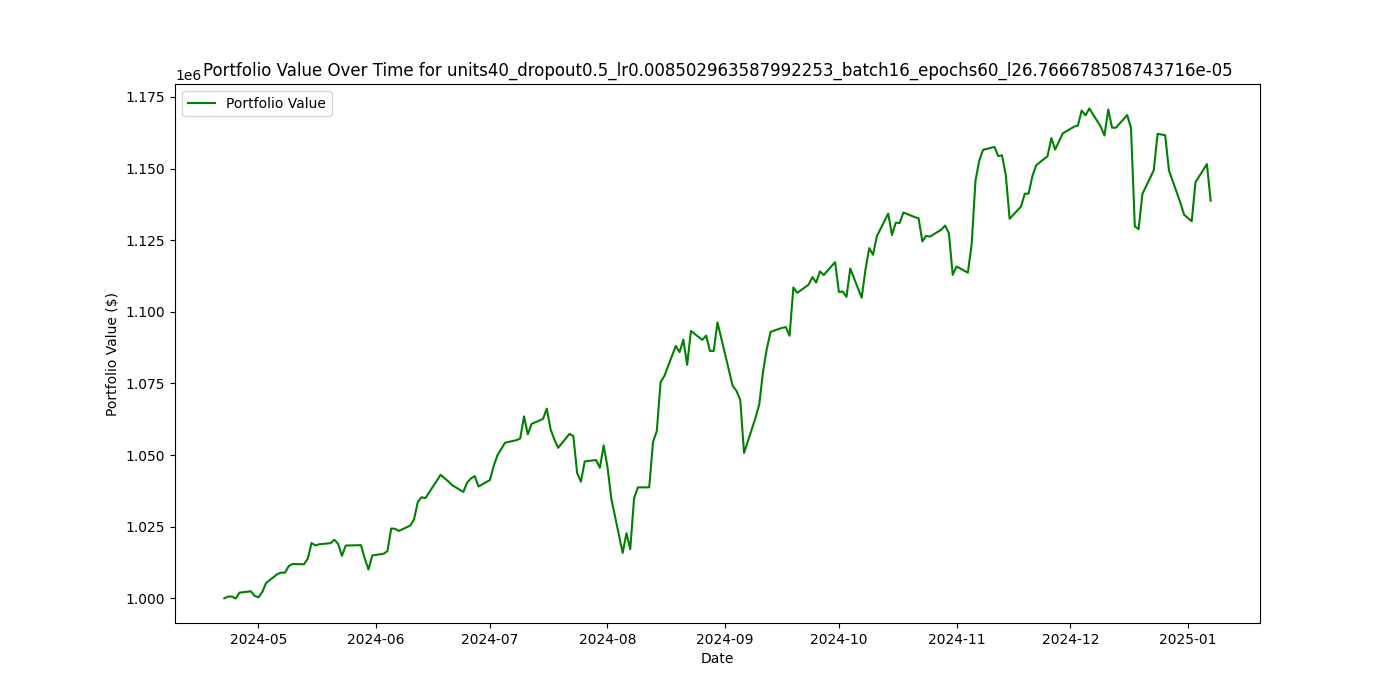 Portfolio Value Over Time for units40_dropout0.5_lr0.008502963587992253_batch16_epochs60_l26.766678508743716e-05
1e6
Portfolio Value
1.175
1.150
1.125
1.100
1.075
1.050
1.025
1.000
Portfolio Value ($)
2024-05 2024-06 2024-07 2024-08 2024-09 2024-10 2024-11 2024-12 2025-01
Date